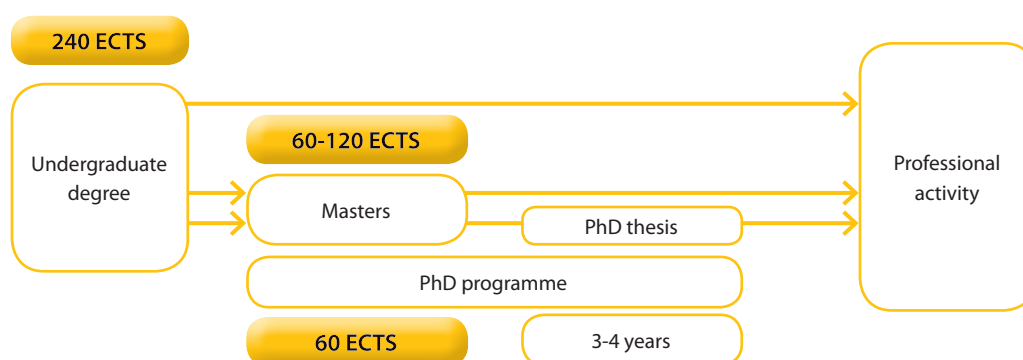 240 ECTS
Undergraduate
degree
60-120 ECTS
Masters
PhD thesis
PhD programme
60 ECTS
3-4 years
Professional
activity